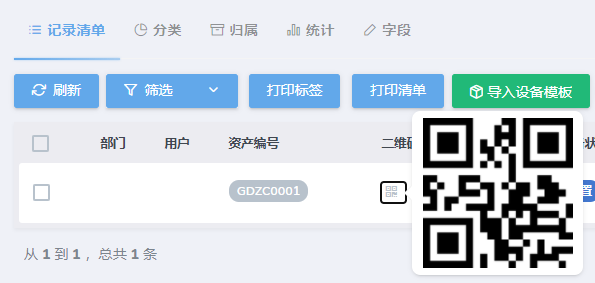 记录清单 分类 归属 统计 字段
刷新 筛选 打印标签 打印清单 导入设备模板
部门 用户 资产编号 二维
GDZC0001 置
从 1 到 1 ，总共 1 条